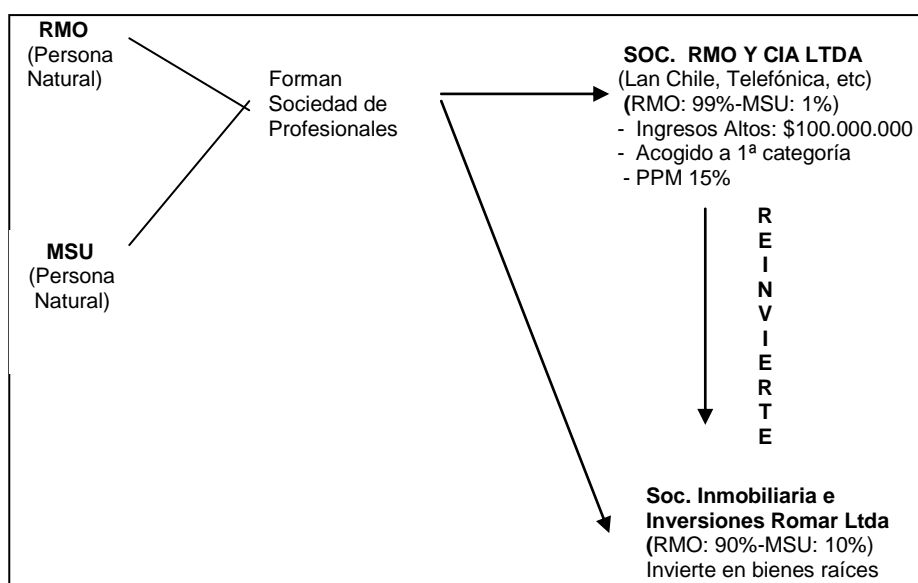 RMO
(Persona
Natural)
Forman
Sociedad de
Profesionales
MSU
(Persona
Natural)
SOC. RMO Y CIA LTDA
(Lan Chile, Telefónica, etc)
(RMO: 99%-MSU: 1%)
- Ingresos Altos: $100.000.000
- Acogido a 1ª categoría
- PPM 15%
R
E
I
N
V
I
E
R
T
E
Soc. Inmobiliaria e
Inversiones Romar Ltda
(RMO: 90%-MSU: 10%)
Invierte en bienes raíces